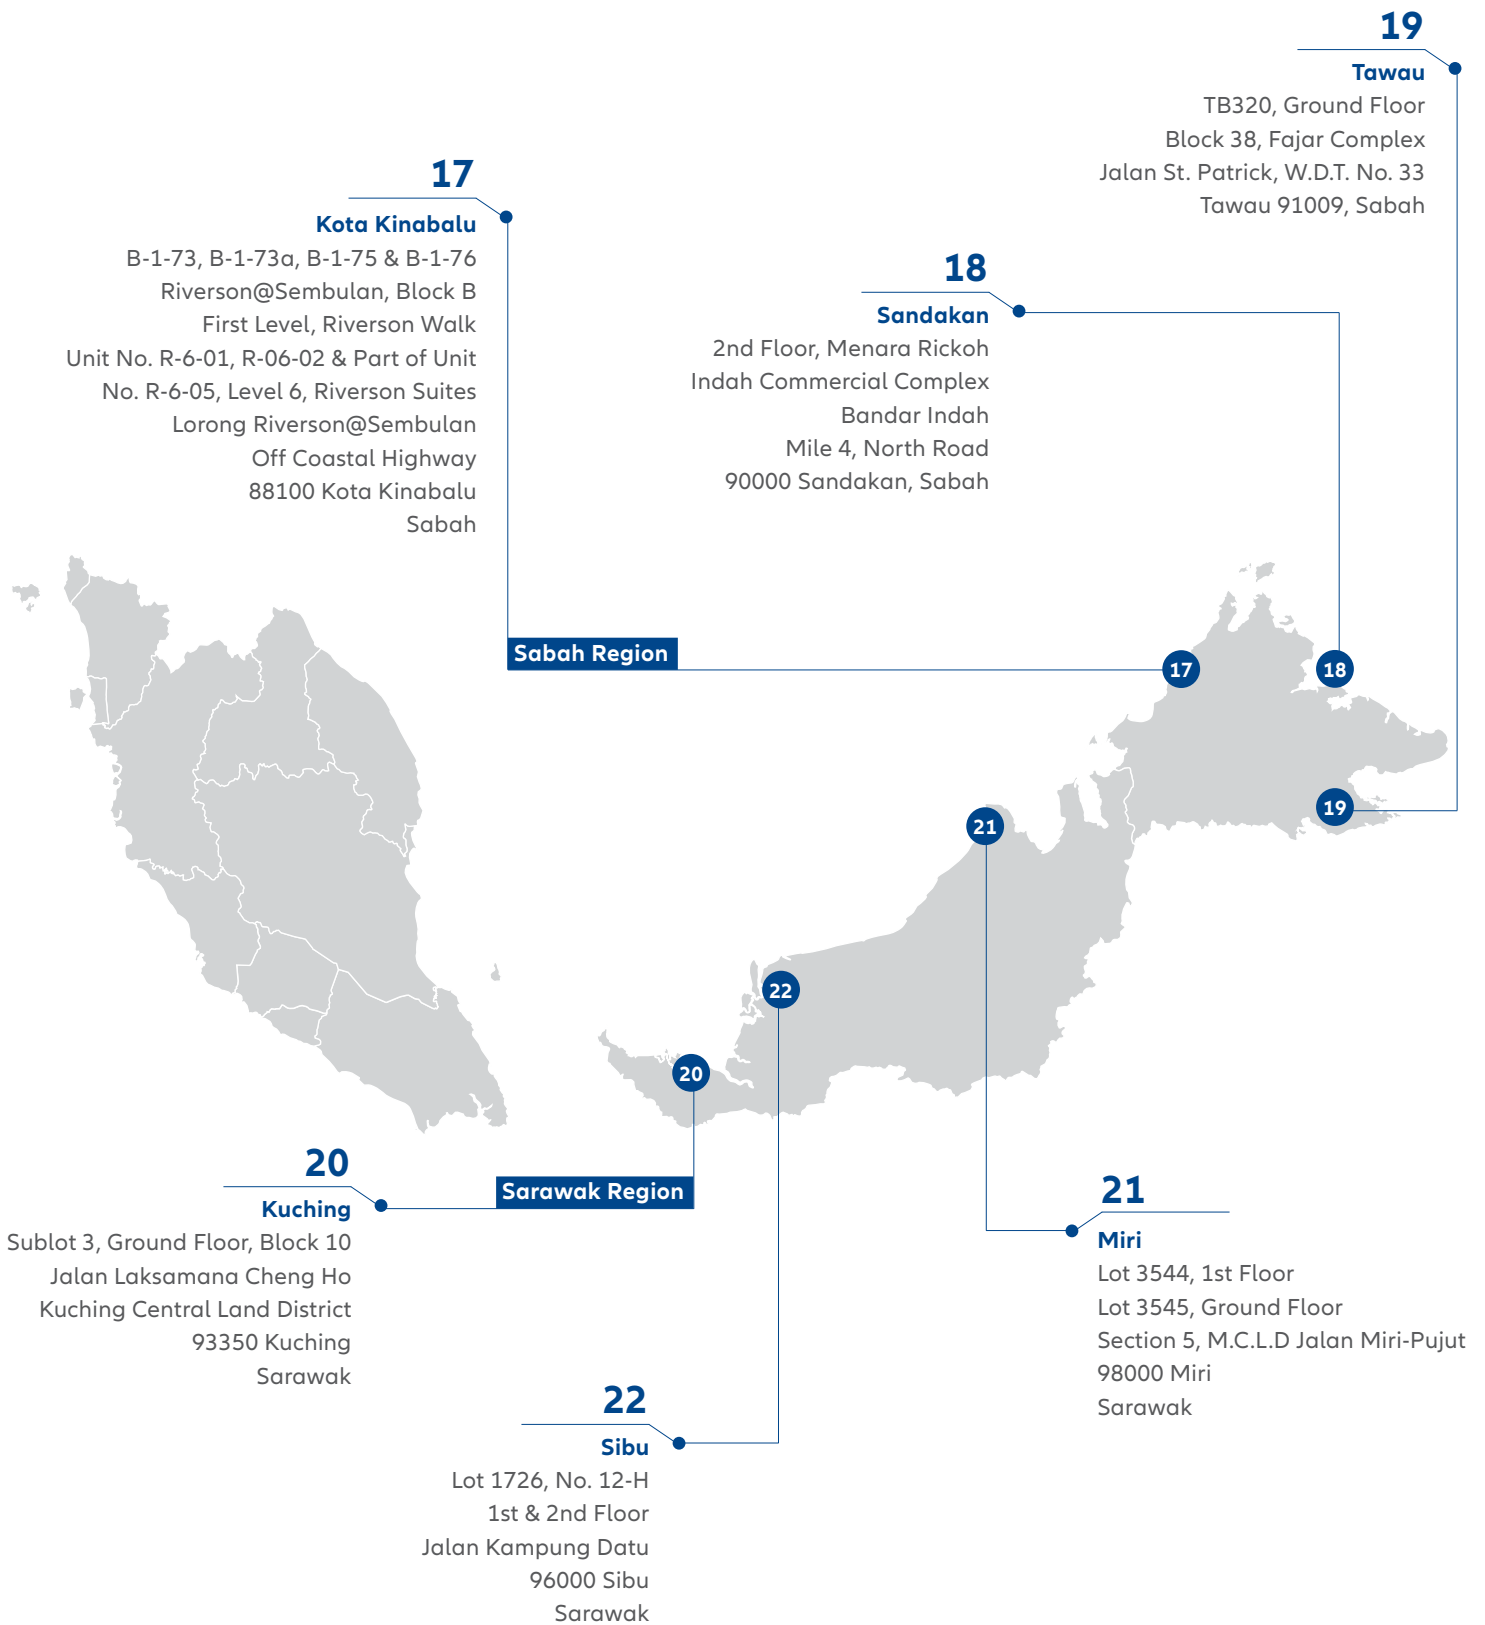 19
Tawau
TB320, Ground Floor
Block 38, Fajar Complex
Jalan St. Patrick, W.D.T. No. 33
Tawau 91009, Sabah
17
Kota Kinabalu
B-1-73, B-1-73a, B-1-75 & B-1-76
Riverson@Sembulan, Block B
First Level, Riverson Walk
Unit No. R-6-01, R-06-02 & Part of Unit
No. R-6-05, Level 6, Riverson Suites
Lorong Riverson@Sembulan
Off Coastal Highway
88100 Kota Kinabalu
Sabah
18
Sandakan
2nd Floor, Menara Rickoh
Indah Commercial Complex
Bandar Indah
Mile 4, North Road
90000 Sandakan, Sabah
Sabah Region
17
18
19
21
22
20
Sarawak Region
20
Kuching
Sublot 3, Ground Floor, Block 10
Jalan Laksamana Cheng Ho
Kuching Central Land District
93350 Kuching
Sarawak
21
Miri
Lot 3544, 1st Floor
Lot 3545, Ground Floor
Section 5, M.C.L.D Jalan Miri-Pujut
98000 Miri
Sarawak
22
Sibu
Lot 1726, No. 12-H
1st & 2nd Floor
Jalan Kampung Datu
96000 Sibu
Sarawak